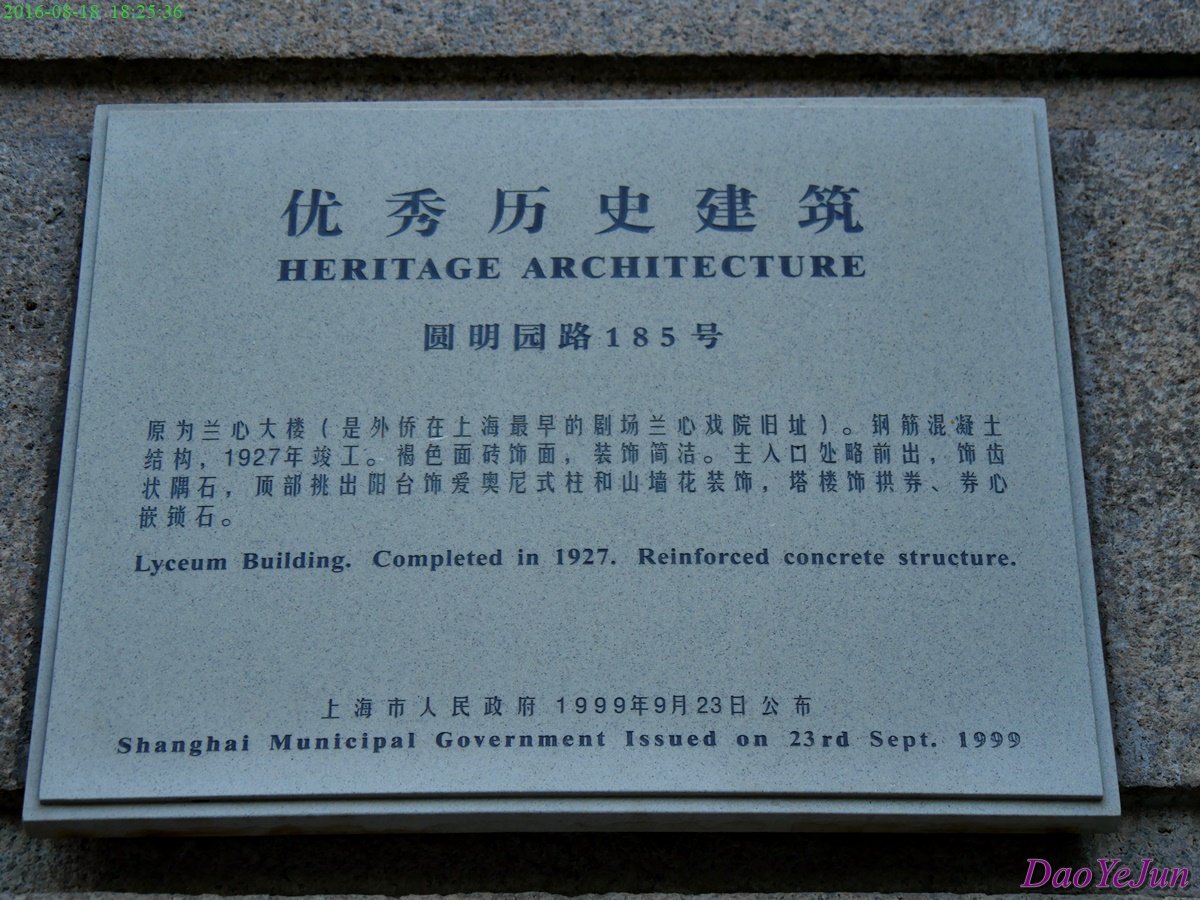 2016-08-18 18:25:36
优秀历史建筑
HERITAGE ARCHITECTURE
圆明园路185号
原为兰心大楼(是外侨在上海最早的剧场兰心戏院旧址)。钢筋混凝土
结构，1927年竣工。褐色面砖饰面，装饰简洁。主入口处略前出，饰齿
状隅石，顶部挑出阳台饰爱奥尼式柱和山墙花装饰，塔楼饰拱券、券心
嵌锁石。
Lyceum Building. Completed in 1927. Reinforced concrete structure.
上海市人民政府 1999年9月23日公布
Shanghai Municipal Government Issued on 23rd Sept. 1999
DaoYeJun